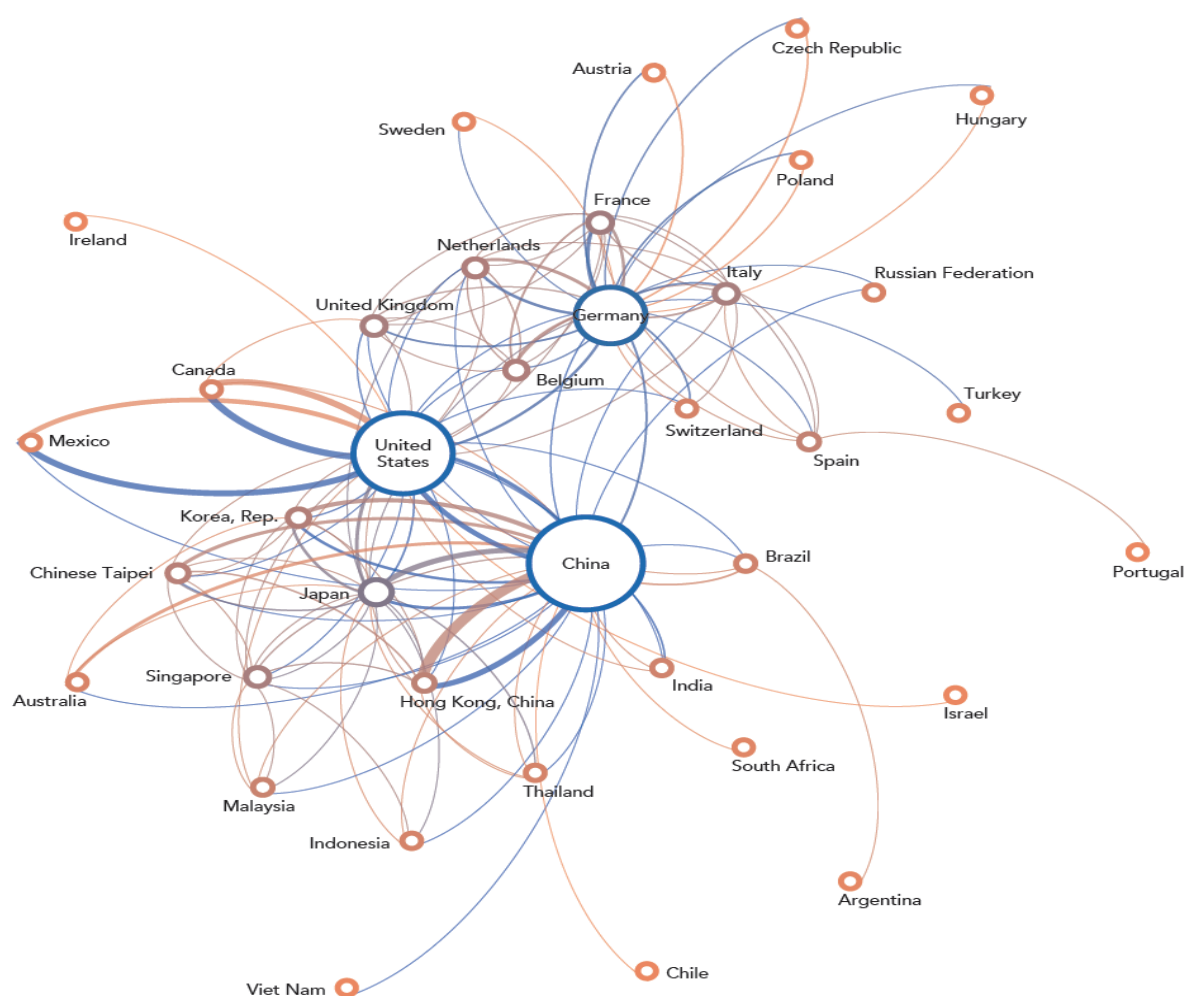 Czech Republic
Austria
Hungary
Sweden
Poland
France
Ireland
Netherlands
Italy
Russian Federation
United Kingdom
Germany
Canada
Belgium
Turkey
Switzerland
Mexico
United
States
Spain
Korea, Rep.
China
Brazil
Chinese Taipei
Portugal
Japan
Singapore
India
Australia
Hong Kong, China
Israel
South Africa
Thailand
Malaysia
Indonesia
Argentina
Chile
Viet Nam